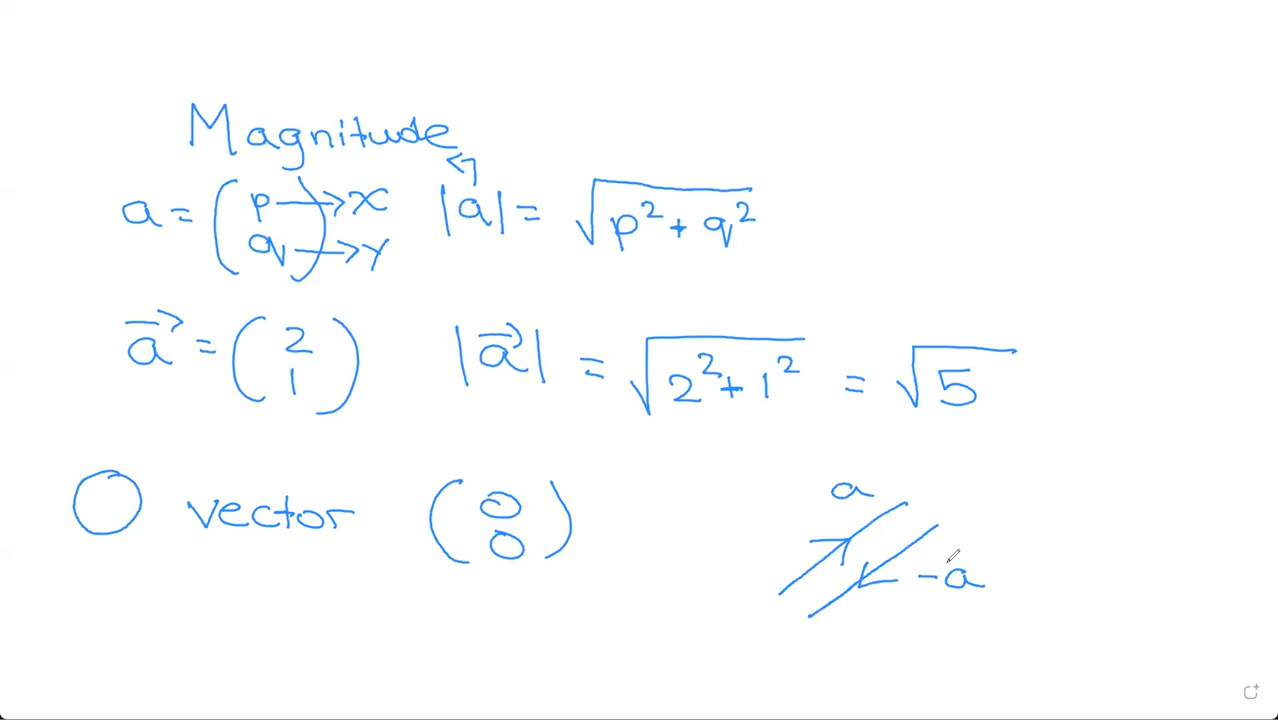 Magnitude
a = (p → x, q → y) |a| = √(p² + q²)
→a = (2, 1) |→a| = √(2² + 1²) = √5
0 vector (0, 0)
a
-a